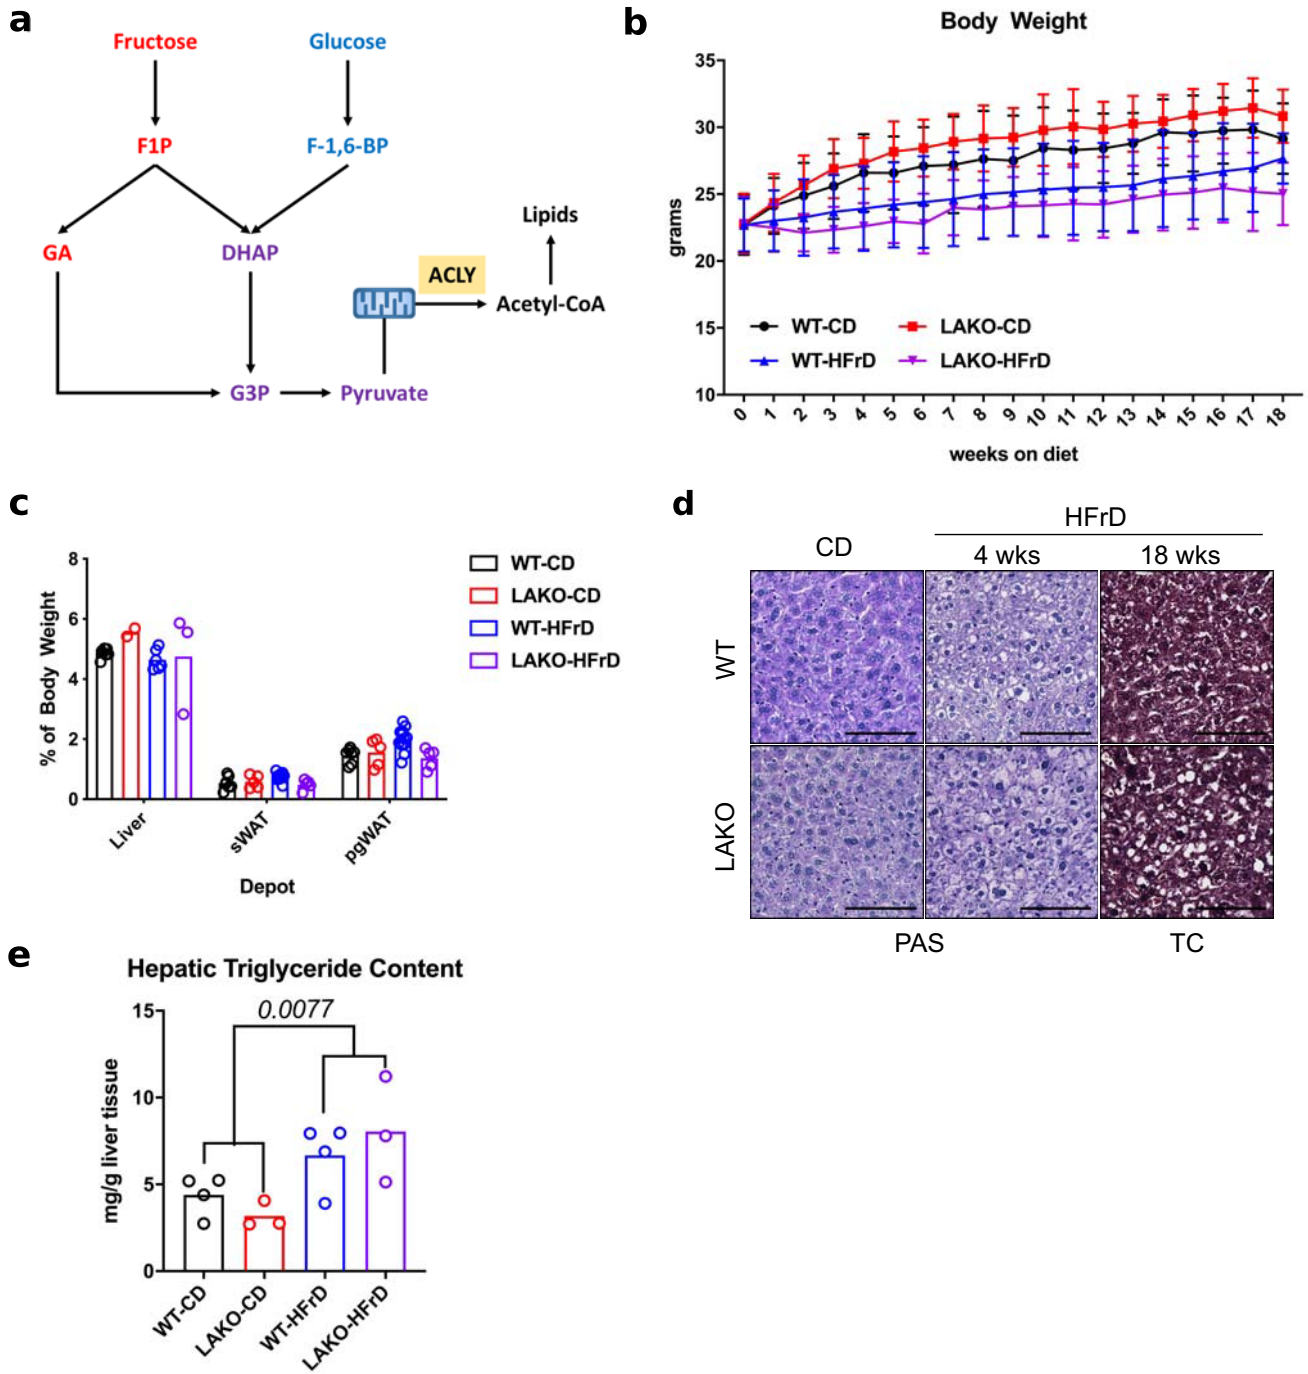 a
Fructose
Glucose
F1P
F-1,6-BP
GA
DHAP
Lipids
ACLY
Acetyl-CoA
G3P
Pyruvate
b
Body Weight
grams
35
30
25
20
15
10
WT-CD
LAKO-CD
WT-HFrD
LAKO-HFrD
0 1 2 3 4 5 6 7 8 9 10 11 12 13 14 15 16 17 18
weeks on diet
c
% of Body Weight
8
6
4
2
0
WT-CD
LAKO-CD
WT-HFrD
LAKO-HFrD
Liver
sWAT
pgWAT
Depot
d
HFrD
CD
4 wks
18 wks
WT
LAKO
PAS
TC
e
Hepatic Triglyceride Content
0.0077
mg/g liver tissue
15
10
5
0
WT-CD
LAKO-CD
WT-HFrD
LAKO-HFrD